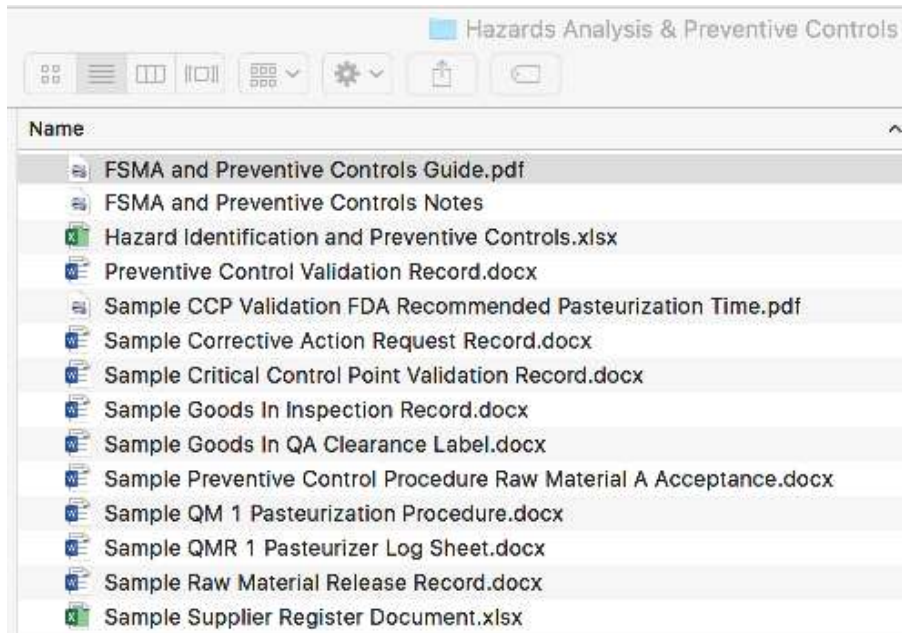 Hazards Analysis & Preventive Controls
Name
FSMA and Preventive Controls Guide.pdf
FSMA and Preventive Controls Notes
Hazard Identification and Preventive Controls.xlsx
Preventive Control Validation Record.docx
Sample CCP Validation FDA Recommended Pasteurization Time.pdf
Sample Corrective Action Request Record.docx
Sample Critical Control Point Validation Record.docx
Sample Goods In Inspection Record.docx
Sample Goods In QA Clearance Label.docx
Sample Preventive Control Procedure Raw Material A Acceptance.docx
Sample QM 1 Pasteurization Procedure.docx
Sample QMR 1 Pasteurizer Log Sheet.docx
Sample Raw Material Release Record.docx
Sample Supplier Register Document.xlsx